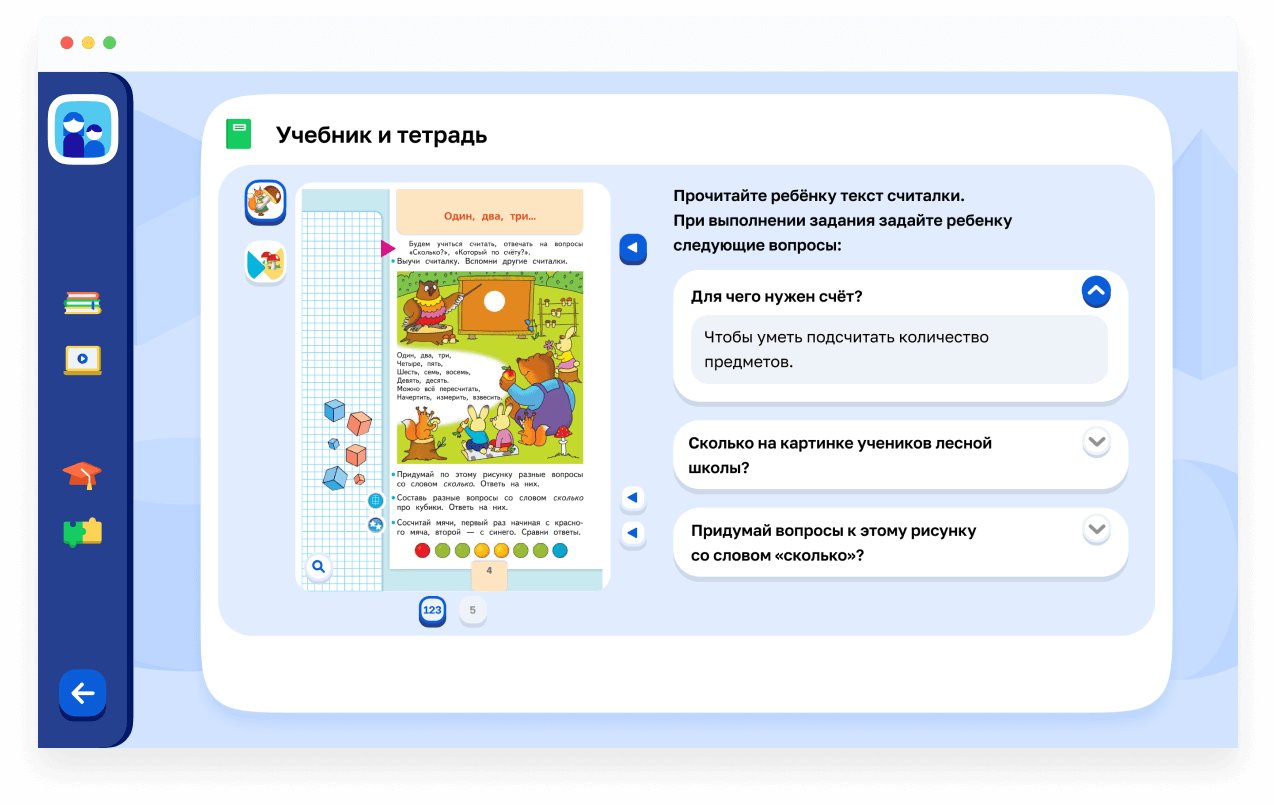 Учебник и тетрадь
Один, два, три...
Будем учиться считать, отвечать на вопросы
«Сколько?», «Который по счёту?».
Выучи считалку. Вспомни другие считалки.
Один, два, три,
Четыре, пять,
Шесть, семь, восемь,
Девять, десять.
Можно всё пересчитать,
Начертить, измерить, взвесить.
Придумай по этому рисунку разные вопросы
со словом сколько. Ответь на них.
Составь разные вопросы со словом сколько
про кубики. Ответь на них.
Сосчитай мячи, первый раз начиная с красно-
го мяча, второй — с синего. Сравни ответы.
4
123
5
Прочитайте ребёнку текст считалки.
При выполнении задания задайте ребенку
следующие вопросы:
Для чего нужен счёт?
Чтобы уметь подсчитать количество
предметов.
Сколько на картинке учеников лесной
школы?
Придумай вопросы к этому рисунку
со словом «сколько»?